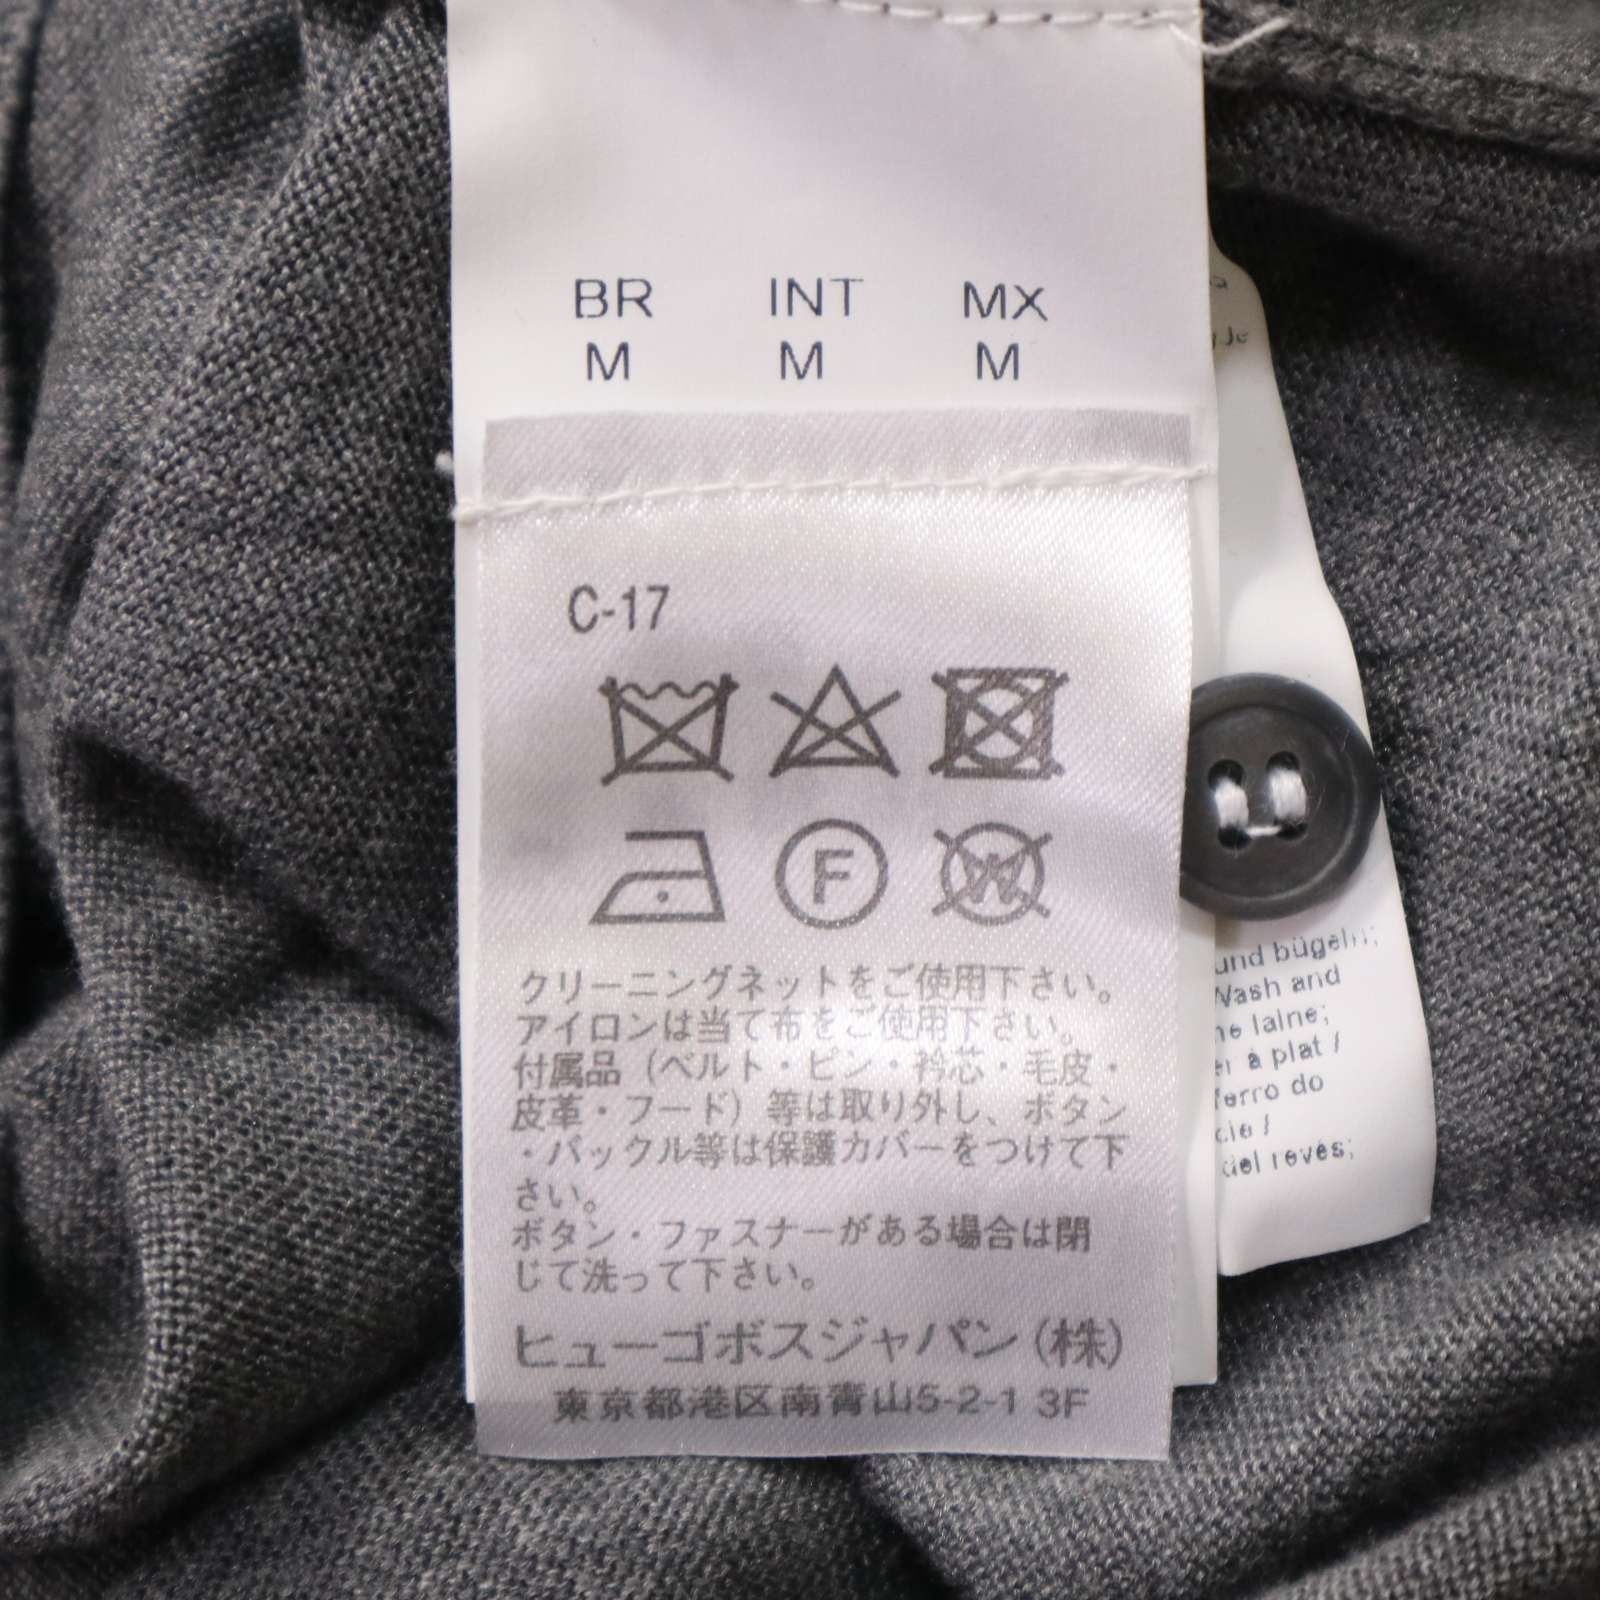 BR INT MX
M M M
C-17
F W
クリーニングネットをご使用下さい。
アイロンは当て布をご使用下さい。
付属品（ベルト・ピン・衿芯・毛皮・
皮革・フード）等は取り外し、ボタン
・バックル等は保護カバーをつけて下
さい。
ボタン・ファスナーがある場合は閉
じて洗って下さい。
ヒューゴボスジャパン(株)
東京都港区南青山5-2-1 3F
und bügeln;
Wash and
laine;
à plat /
ferro do
del revés;